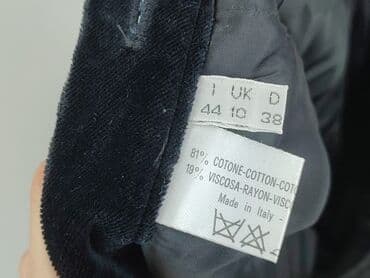 I UK D
44 10 38
81% COTONE-COTTON-COT
19% VISCOSA-RAYON-VISC
Made in Italy -